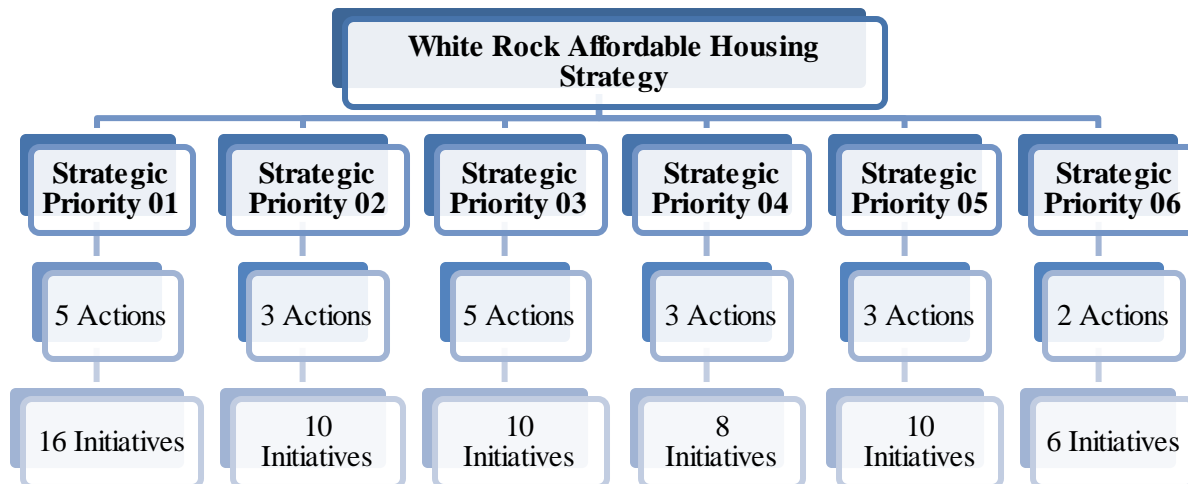 White Rock Affordable Housing
Strategy
Strategic
Priority 01
Strategic
Priority 02
Strategic
Priority 03
Strategic
Priority 04
Strategic
Priority 05
Strategic
Priority 06
5 Actions
3 Actions
5 Actions
3 Actions
3 Actions
2 Actions
16 Initiatives
10
Initiatives
10
Initiatives
8
Initiatives
10
Initiatives
6 Initiatives